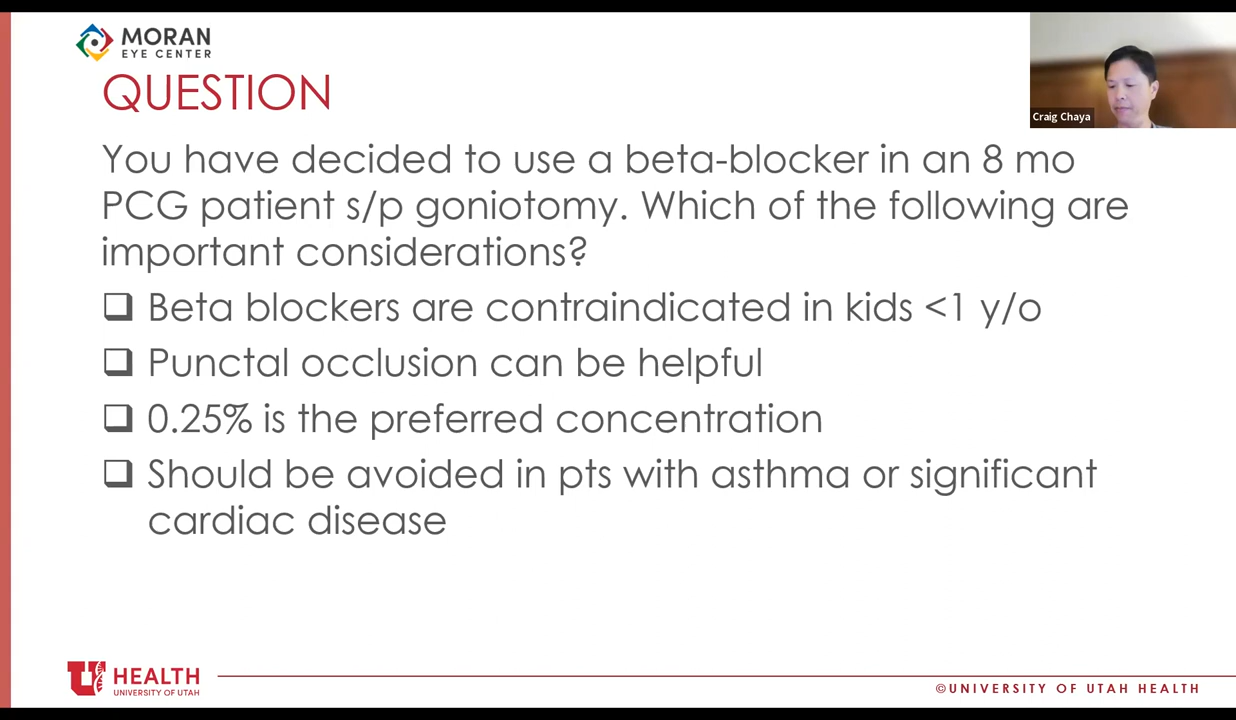 MORAN
EYE CENTER
QUESTION
Craig Chaya
You have decided to use a beta-blocker in an 8 mo
PCG patient s/p goniotomy. Which of the following are
important considerations?
❑ Beta blockers are contraindicated in kids <1 y/o
❑ Punctal occlusion can be helpful
❑ 0.25% is the preferred concentration
❑ Should be avoided in pts with asthma or significant
cardiac disease
U HEALTH
UNIVERSITY OF UTAH
©UNIVERSITY OF UTAH HEALTH